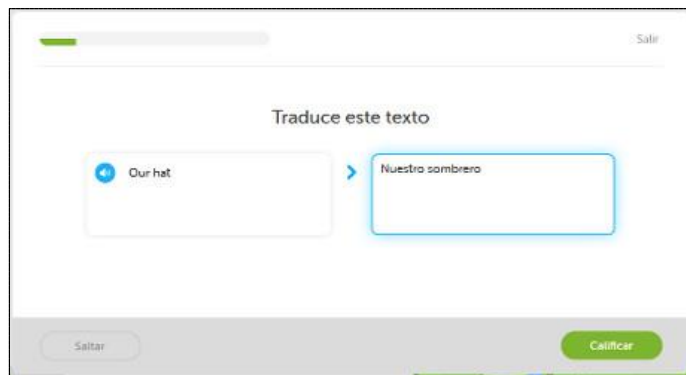 Salir
Traduce este texto
Our hat
Nuestro sombrero
Saltar
Calificar